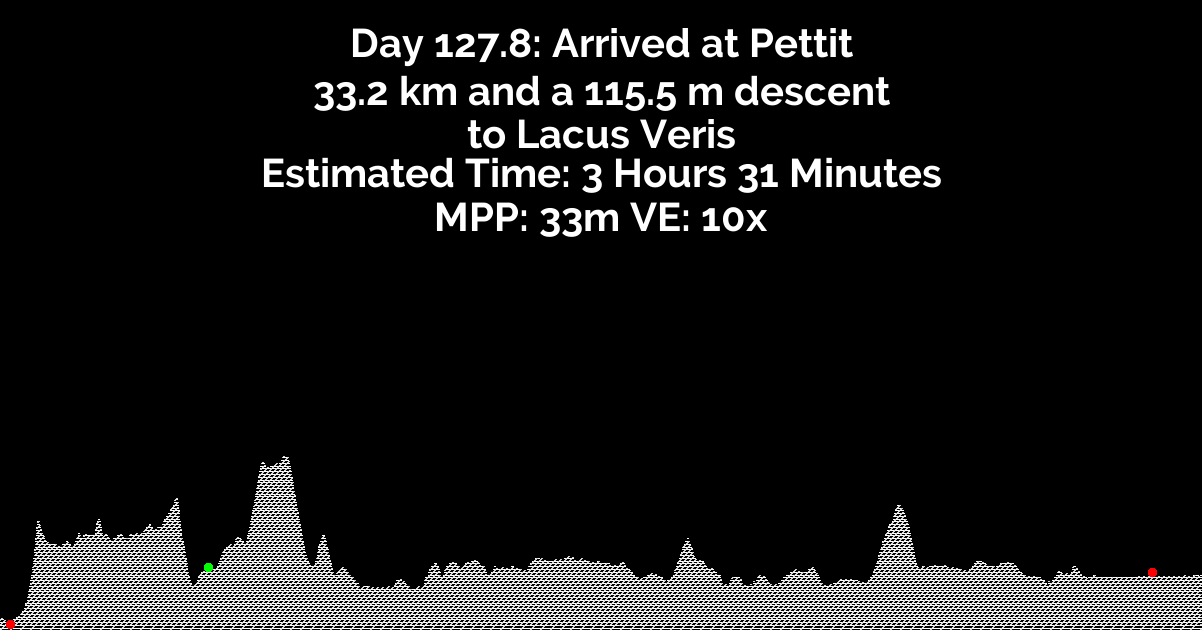 Day 127.8: Arrived at Pettit
33.2 km and a 115.5 m descent
to Lacus Veris
Estimated Time: 3 Hours 31 Minutes
MPP: 33m VE: 10x